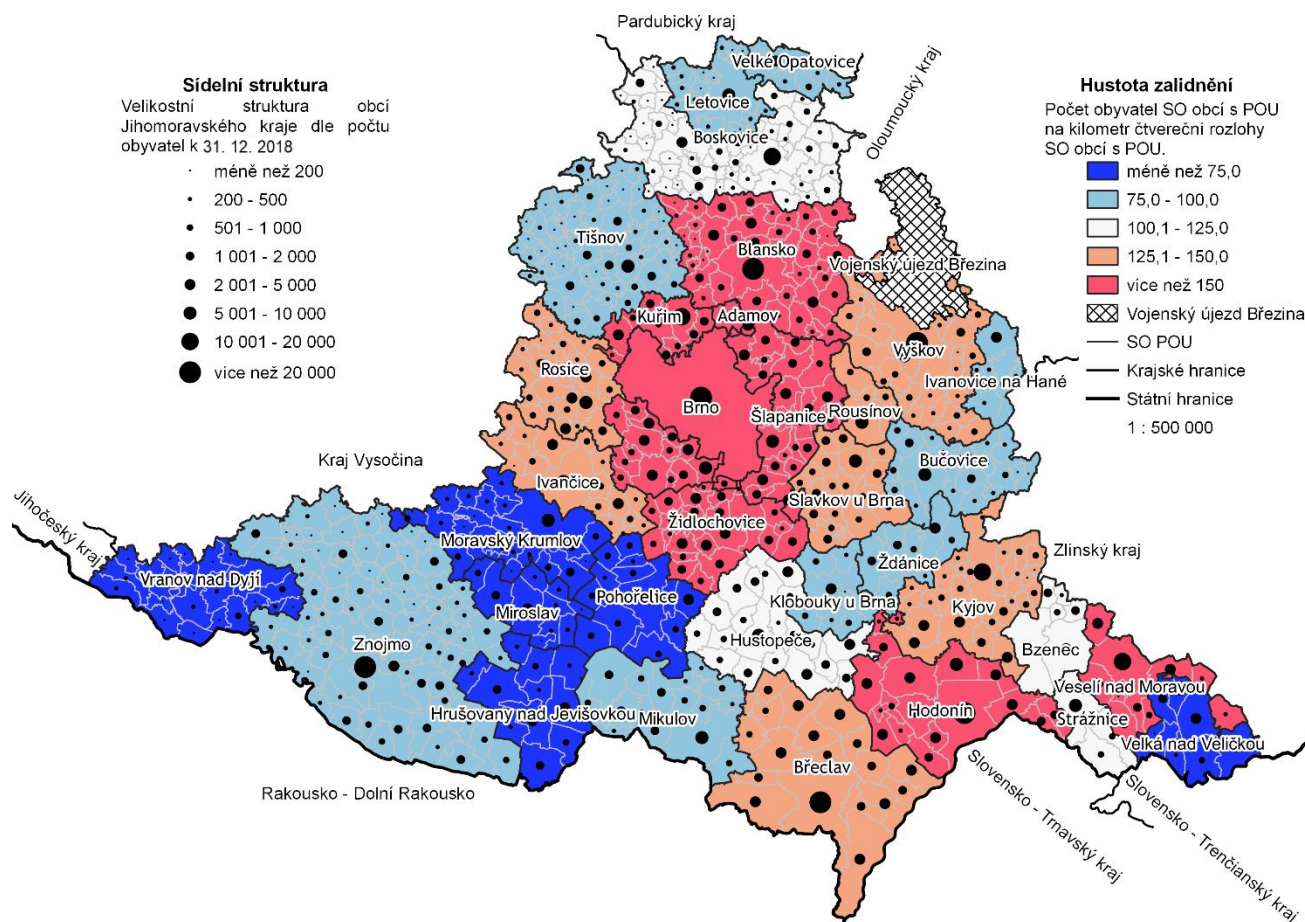 Pardubický kraj
Sídelní struktura
Velikostní struktura obcí
Jihomoravského kraje dle počtu
obyvatel k 31. 12. 2018
méně než 200
200 - 500
501 - 1 000
1 001 - 2 000
2 001 - 5 000
5 001 - 10 000
10 001 - 20 000
více než 20 000
Hustota zalidnění
Počet obyvatel SO obcí s POU
na kilometr čtvereční rozlohy
SO obcí s POU.
méně než 75,0
75,0 - 100,0
100,1 - 125,0
125,1 - 150,0
více než 150
Vojenský újezd Březina
SO POU
Krajské hranice
Státní hranice
1 : 500 000
Velké Opatovice
Letovice
Oloumoucký kraj
Boskovice
Tišnov
Blansko
Vojenský újezd Březina
Kuřim
Adamov
Vyškov
Rosice
Ivanovice na Hané
Brno
Šlapanice
Rousínov
Kraj Vysočina
Bučovice
Ivančice
Slavkov u Brna
Jihočeský kraj
Židlochovice
Moravský Krumlov
Zlínský kraj
Ždánice
Vranov nad Dyjí
Pohořelice
Klobouky u Brna
Miroslav
Kyjov
Hustopeče
Znojmo
Bzenec
Veselí nad Moravou
Hodonín
Hrušovany nad Jevišovkou
Mikulov
Strážnice
Velká nad Veličkou
Břeclav
Rakousko - Dolní Rakousko
Slovensko - Trnavský kraj
Slovensko - Trenčianský kraj